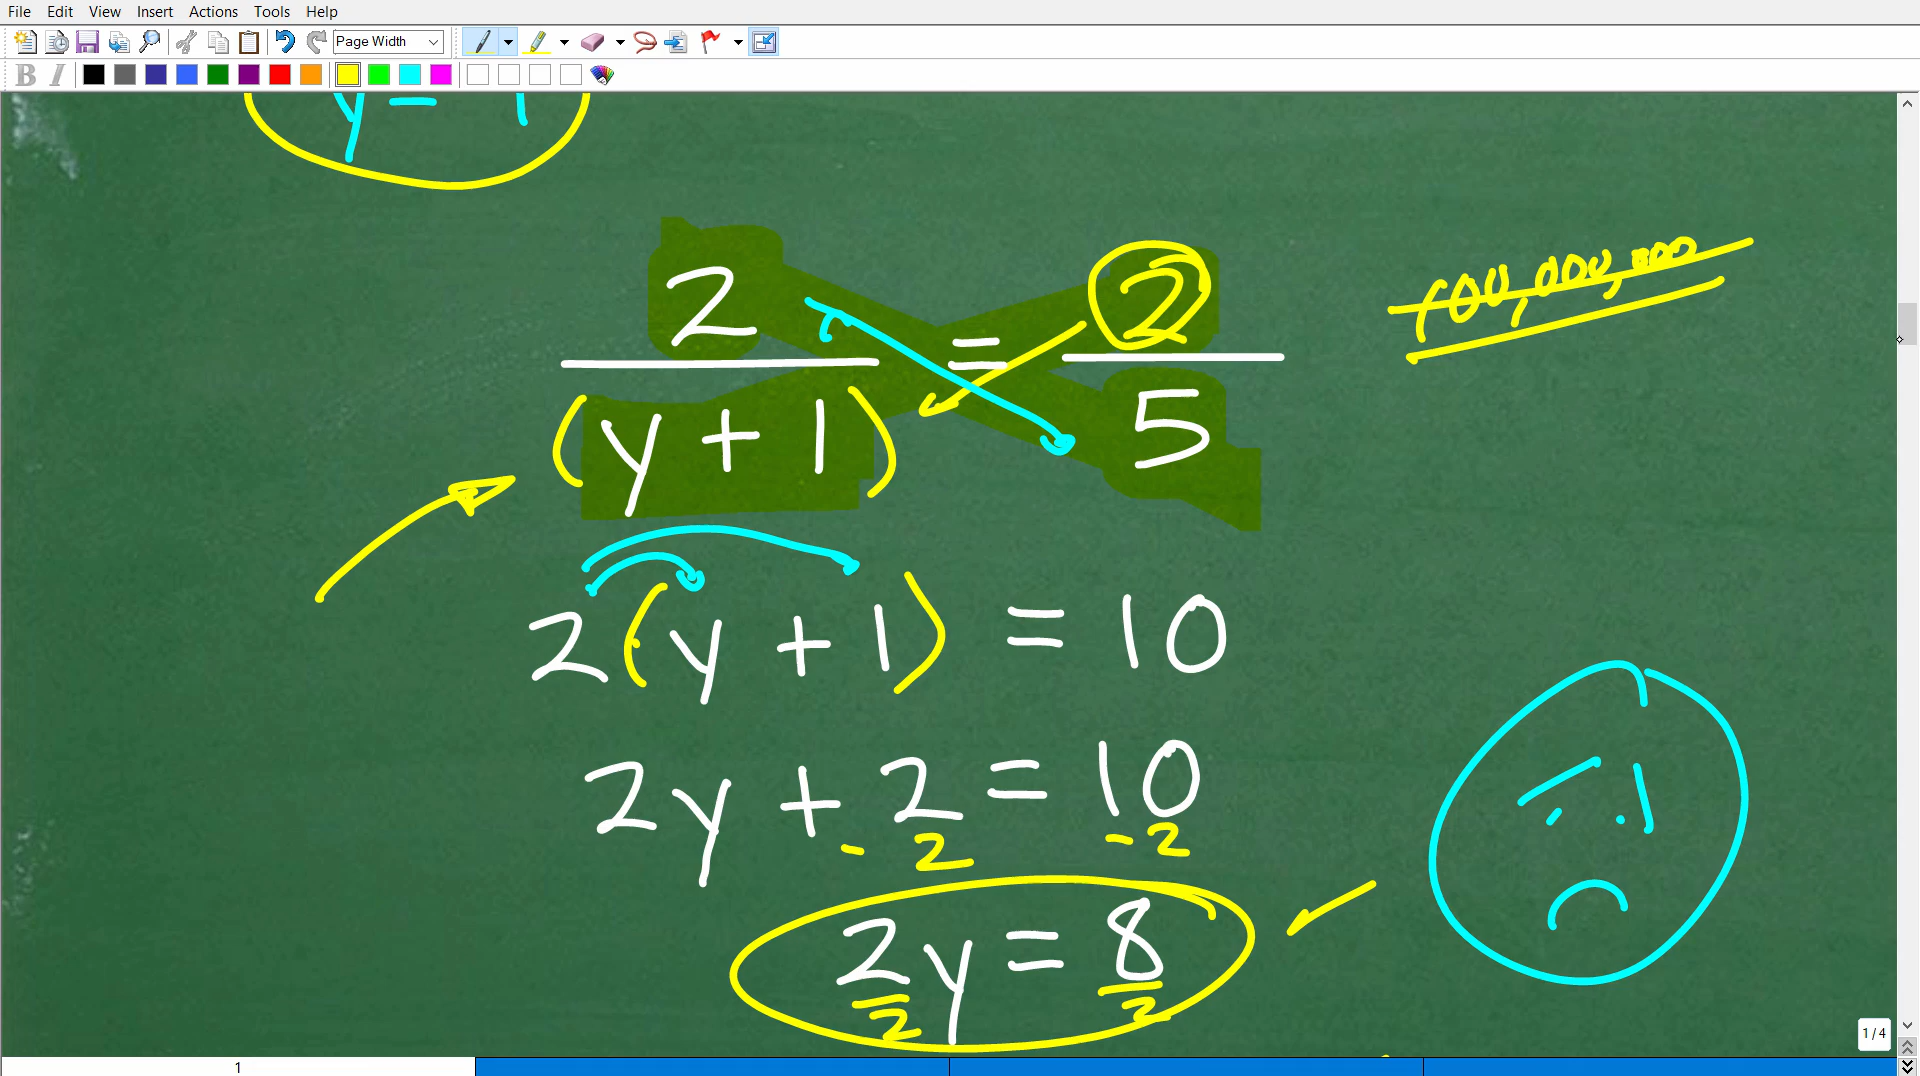 File Edit View Insert Actions Tools Help
Page Width
B I
y =
2 = 2
(y + 1) 5
100,000,000
2(y + 1) = 10
2y + 2 = 10
- 2 - 2
2y = 8
2 2
1/4
1